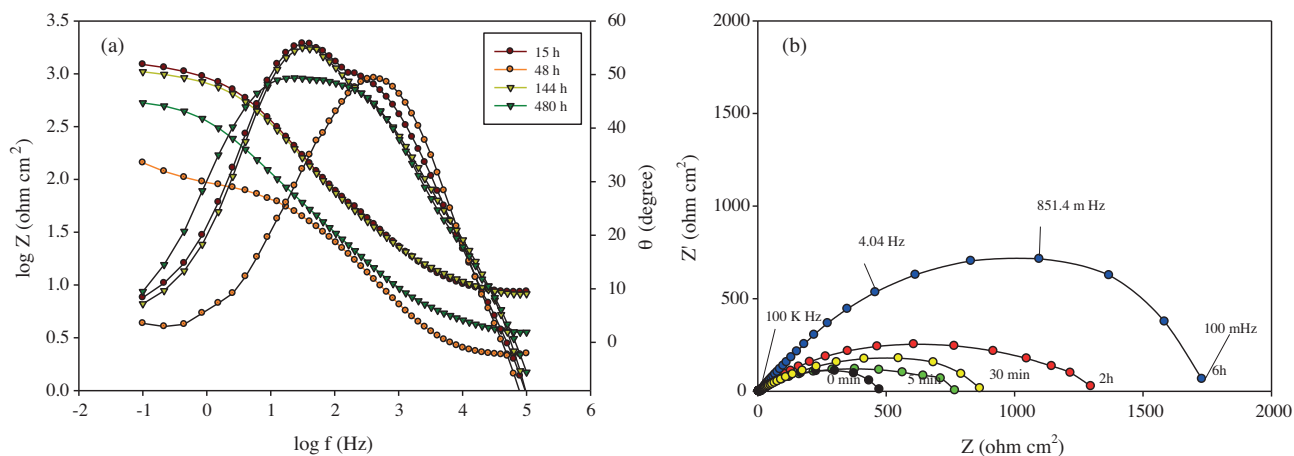 (a)
3.5
3.0
2.5
2.0
1.5
1.0
0.5
0.0
log Z (ohm cm²)
-2
-1
0
1
2
3
4
5
6
log f (Hz)
60
50
40
30
20
10
0
θ (degree)
15 h
48 h
144 h
480 h
(b)
2000
1500
1000
500
0
Z' (ohm cm²)
851.4 m Hz
4.04 Hz
100 K Hz
100 mHz
0 min
5 min
30 min
2h
6h
0
500
1000
1500
2000
Z (ohm cm²)